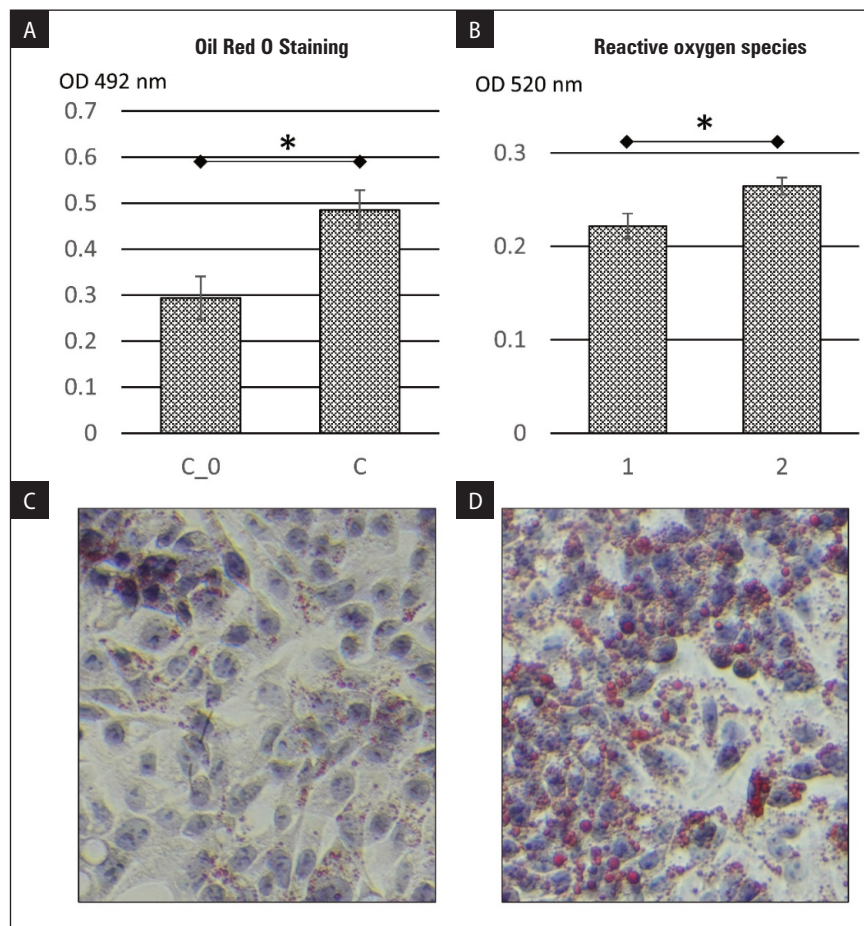 A
Oil Red O Staining
OD 492 nm
0.7
0.6
0.5
0.4
0.3
0.2
0.1
0
*
C_0
C
B
Reactive oxygen species
OD 520 nm
0.3
0.2
0.1
0
*
1
2
C
D